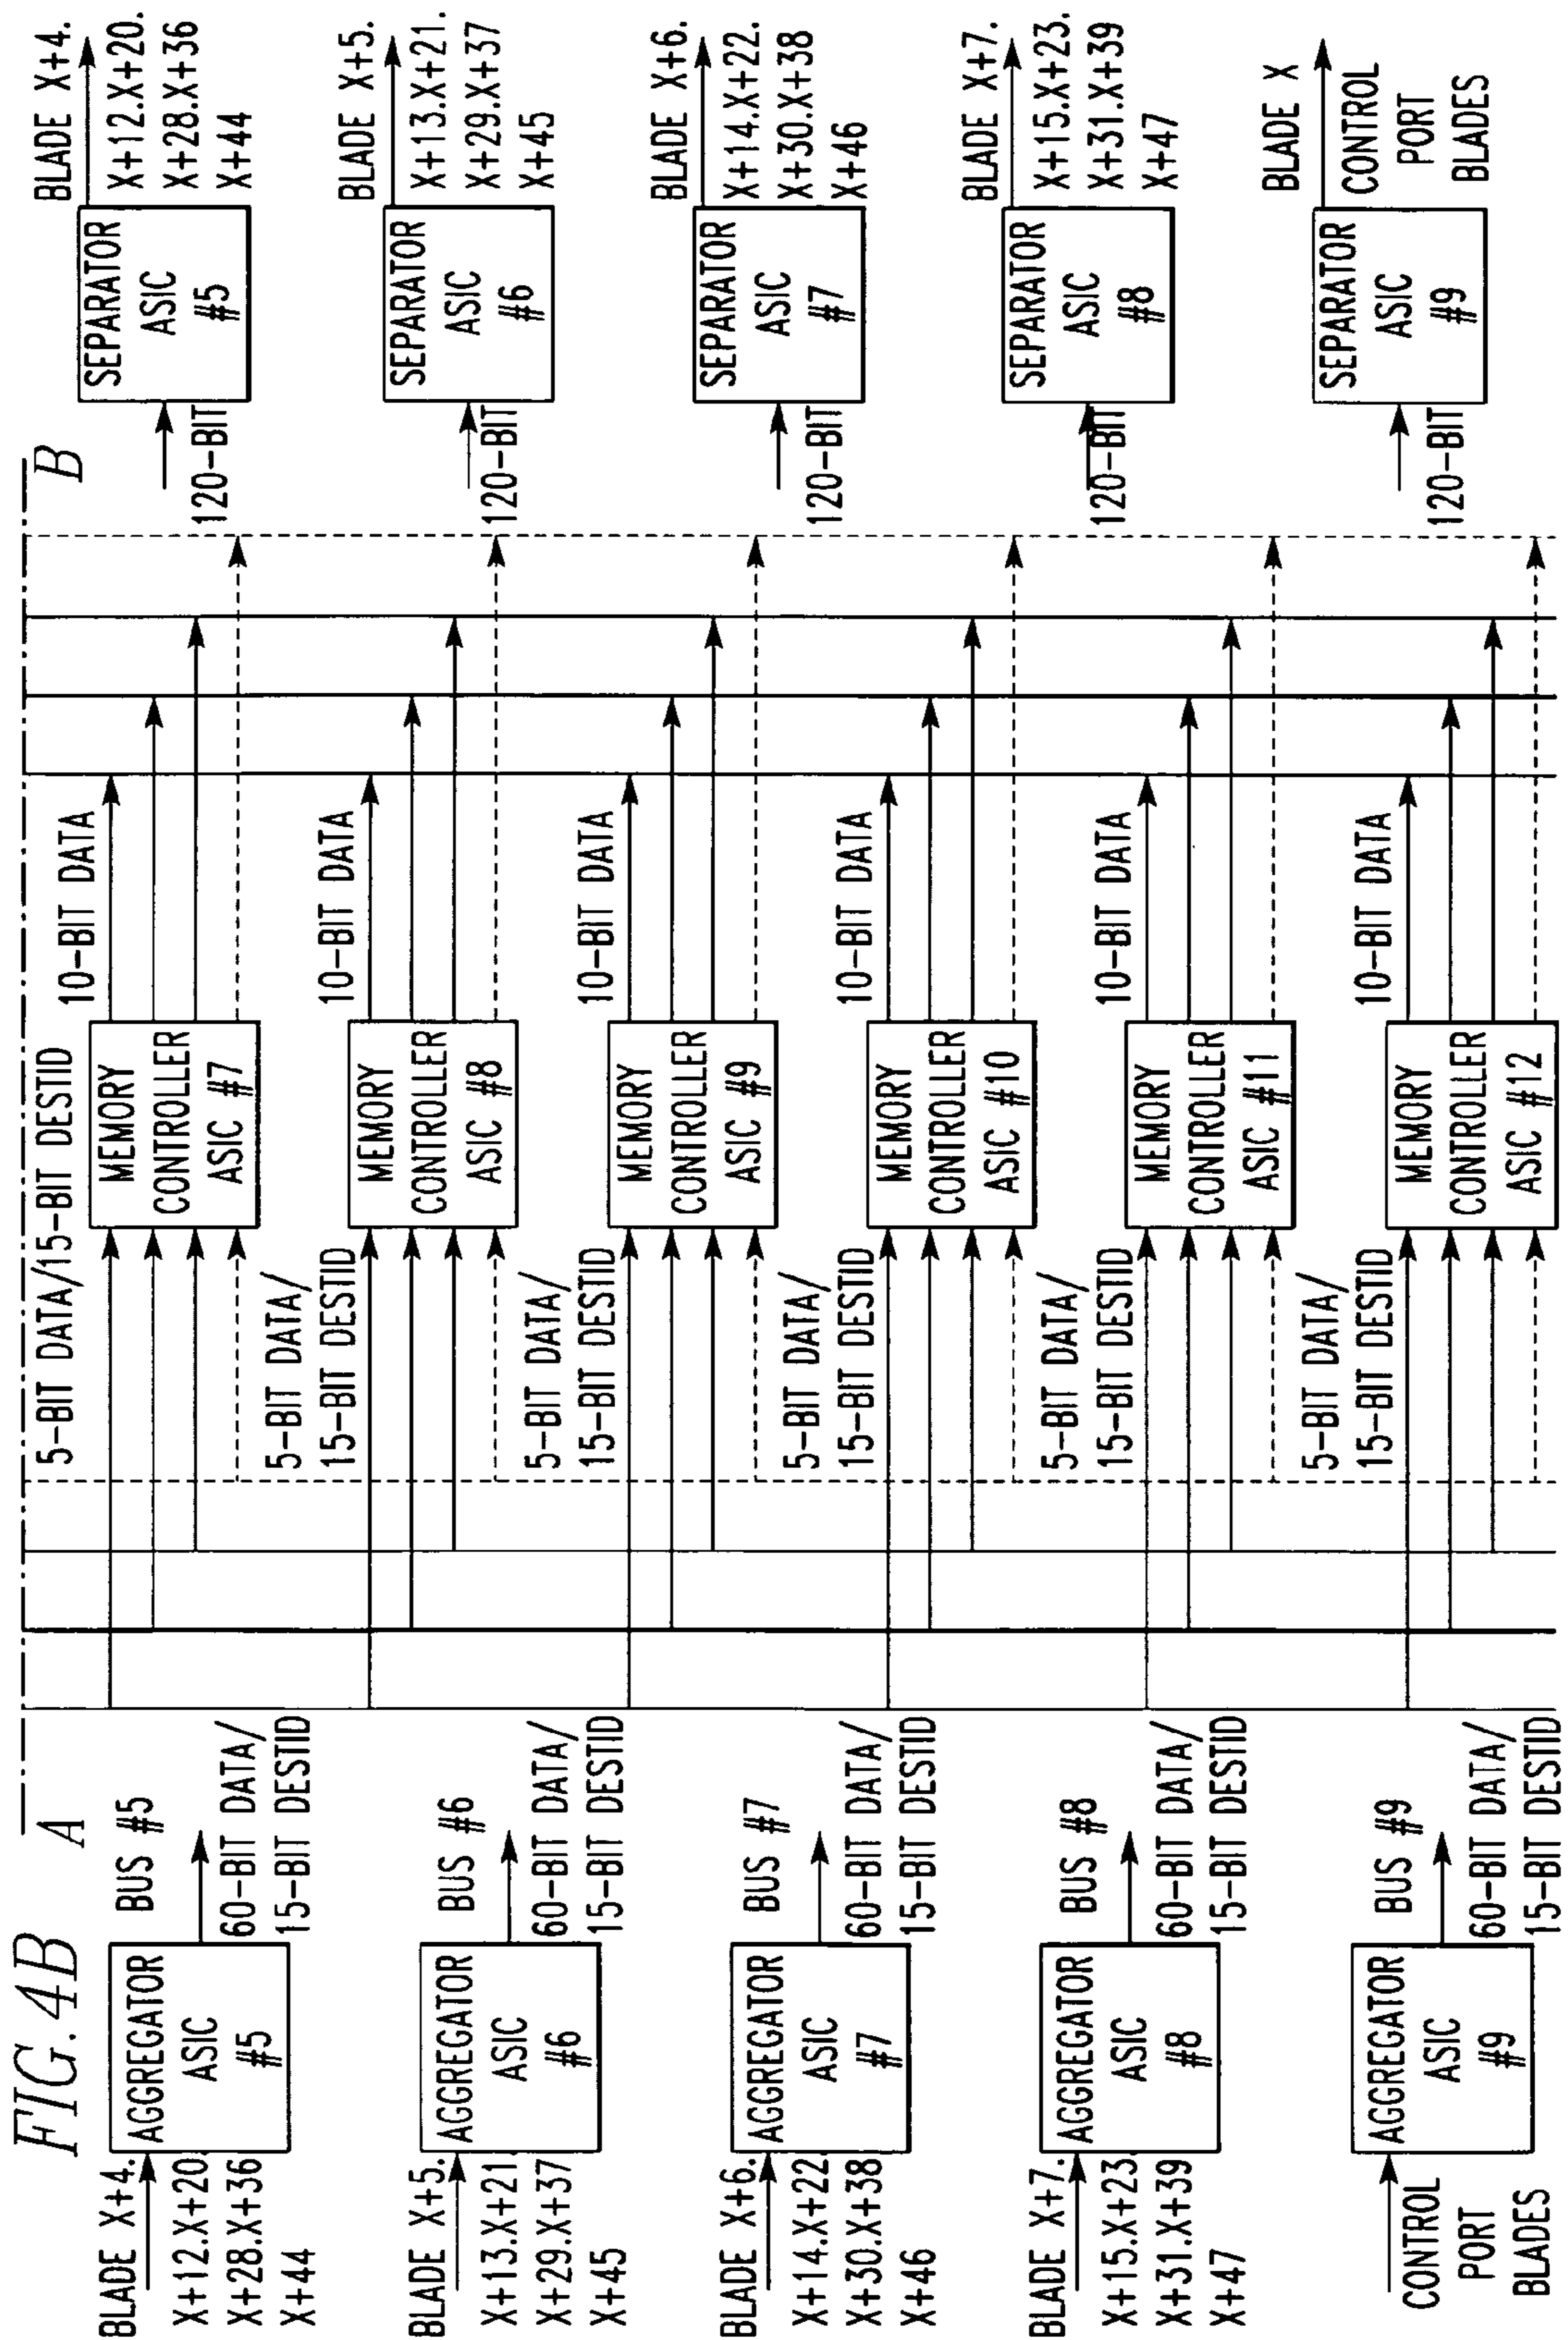 FIG. 4B
A
B
BLADE X+4.
X+12.X+20.
X+28.X+36
X+44
AGGREGATOR
ASIC
#5
BUS #5
60-BIT DATA/
15-BIT DESTID
BLADE X+5.
X+13.X+21.
X+29.X+37
X+45
AGGREGATOR
ASIC
#6
BUS #6
60-BIT DATA/
15-BIT DESTID
BLADE X+6.
X+14.X+22.
X+30.X+38
X+46
AGGREGATOR
ASIC
#7
BUS #7
60-BIT DATA/
15-BIT DESTID
BLADE X+7.
X+15.X+23.
X+31.X+39
X+47
AGGREGATOR
ASIC
#8
BUS #8
60-BIT DATA/
15-BIT DESTID
CONTROL
PORT
BLADES
AGGREGATOR
ASIC
#9
BUS #9
60-BIT DATA/
15-BIT DESTID
5-BIT DATA/15-BIT DESTID
MEMORY
CONTROLLER
ASIC #7
10-BIT DATA
5-BIT DATA/
15-BIT DESTID
MEMORY
CONTROLLER
ASIC #8
10-BIT DATA
5-BIT DATA/
15-BIT DESTID
MEMORY
CONTROLLER
ASIC #9
10-BIT DATA
5-BIT DATA/
15-BIT DESTID
MEMORY
CONTROLLER
ASIC #10
10-BIT DATA
5-BIT DATA/
15-BIT DESTID
MEMORY
CONTROLLER
ASIC #11
10-BIT DATA
5-BIT DATA/
15-BIT DESTID
MEMORY
CONTROLLER
ASIC #12
10-BIT DATA
120-BIT
SEPARATOR
ASIC
#5
BLADE X+4.
X+12.X+20.
X+28.X+36
X+44
120-BIT
SEPARATOR
ASIC
#6
BLADE X+5.
X+13.X+21.
X+29.X+37
X+45
120-BIT
SEPARATOR
ASIC
#7
BLADE X+6.
X+14.X+22.
X+30.X+38
X+46
120-BIT
SEPARATOR
ASIC
#8
BLADE X+7.
X+15.X+23.
X+31.X+39
X+47
120-BIT
SEPARATOR
ASIC
#9
BLADE X
CONTROL
PORT
BLADES